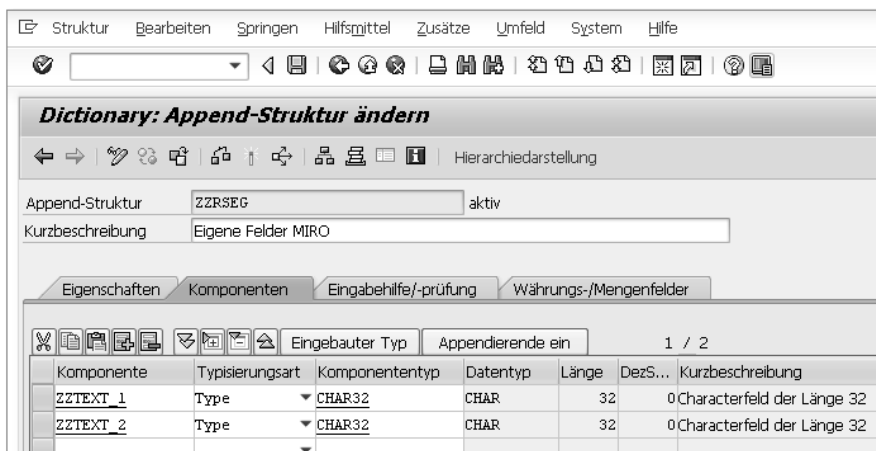 Struktur Bearbeiten Springen Hilfsmittel Zusätze Umfeld System Hilfe
Dictionary: Append-Struktur ändern
Hierarchiedarstellung
Append-Struktur ZZRSEG aktiv
Kurzbeschreibung Eigene Felder MIRO
Eigenschaften Komponenten Eingabehilfe/-prüfung Währungs-/Mengenfelder
Eingebauter Typ Appendierende ein 1 / 2
Komponente Typisierungsart Komponententyp Datentyp Länge DezS... Kurzbeschreibung
ZZTEXT_1 Type CHAR32 CHAR 32 0 Characterfeld der Länge 32
ZZTEXT_2 Type CHAR32 CHAR 32 0 Characterfeld der Länge 32